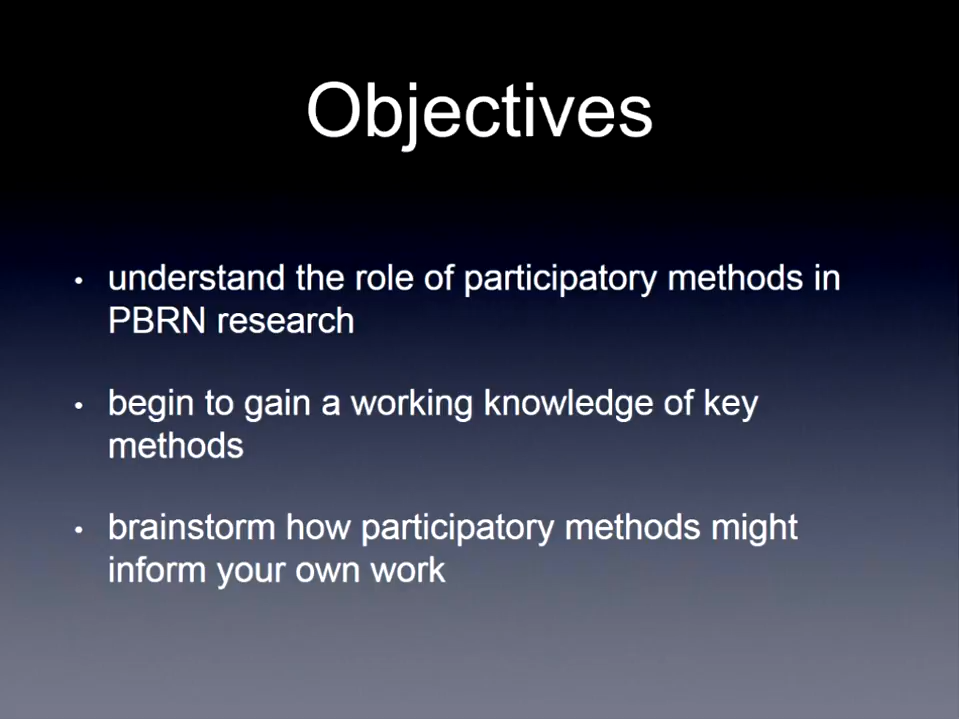 Objectives
• understand the role of participatory methods in
PBRN research
• begin to gain a working knowledge of key
methods
• brainstorm how participatory methods might
inform your own work